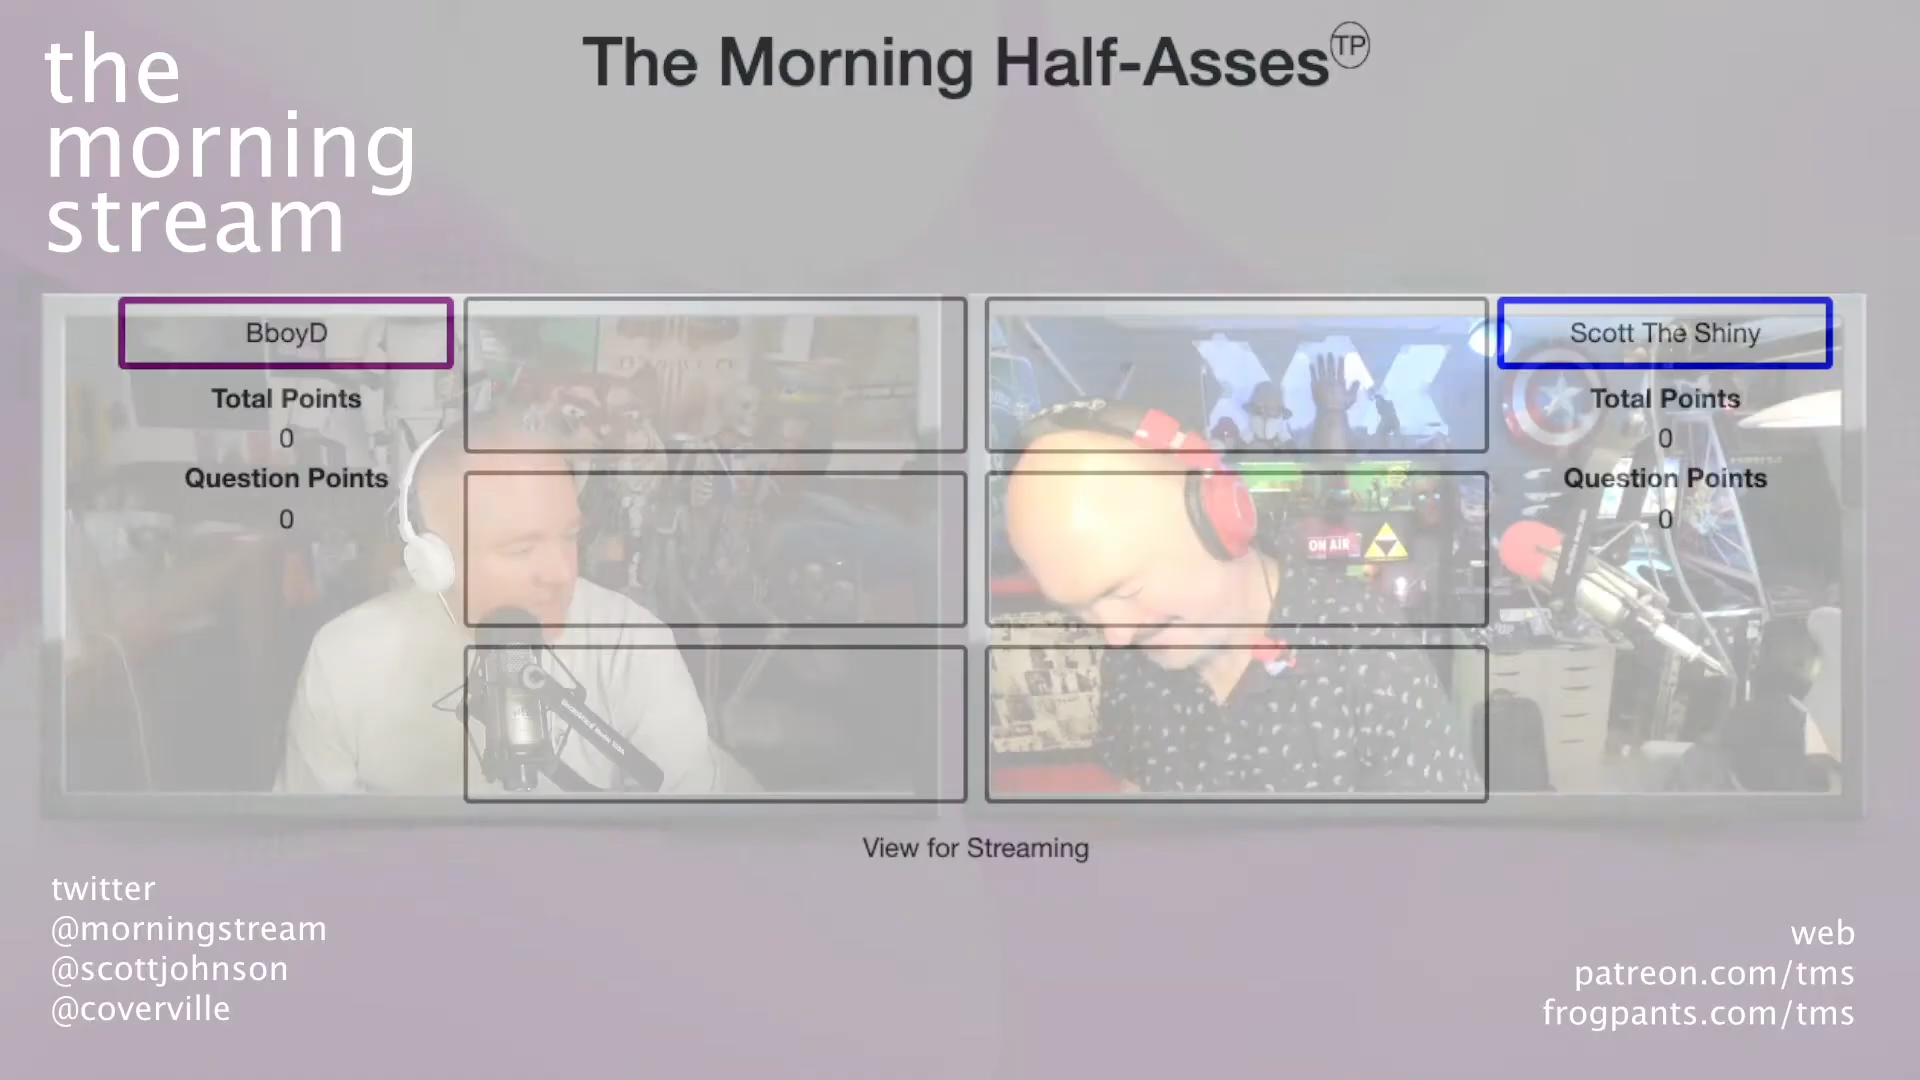 the
morning
stream
The Morning Half-Asses TP
BboyD
Total Points
0
Question Points
0
Scott The Shiny
Total Points
0
Question Points
0
ON AIR
View for Streaming
twitter
@morningstream
@scottjohnson
@coverville
web
patreon.com/tms
frogpants.com/tms